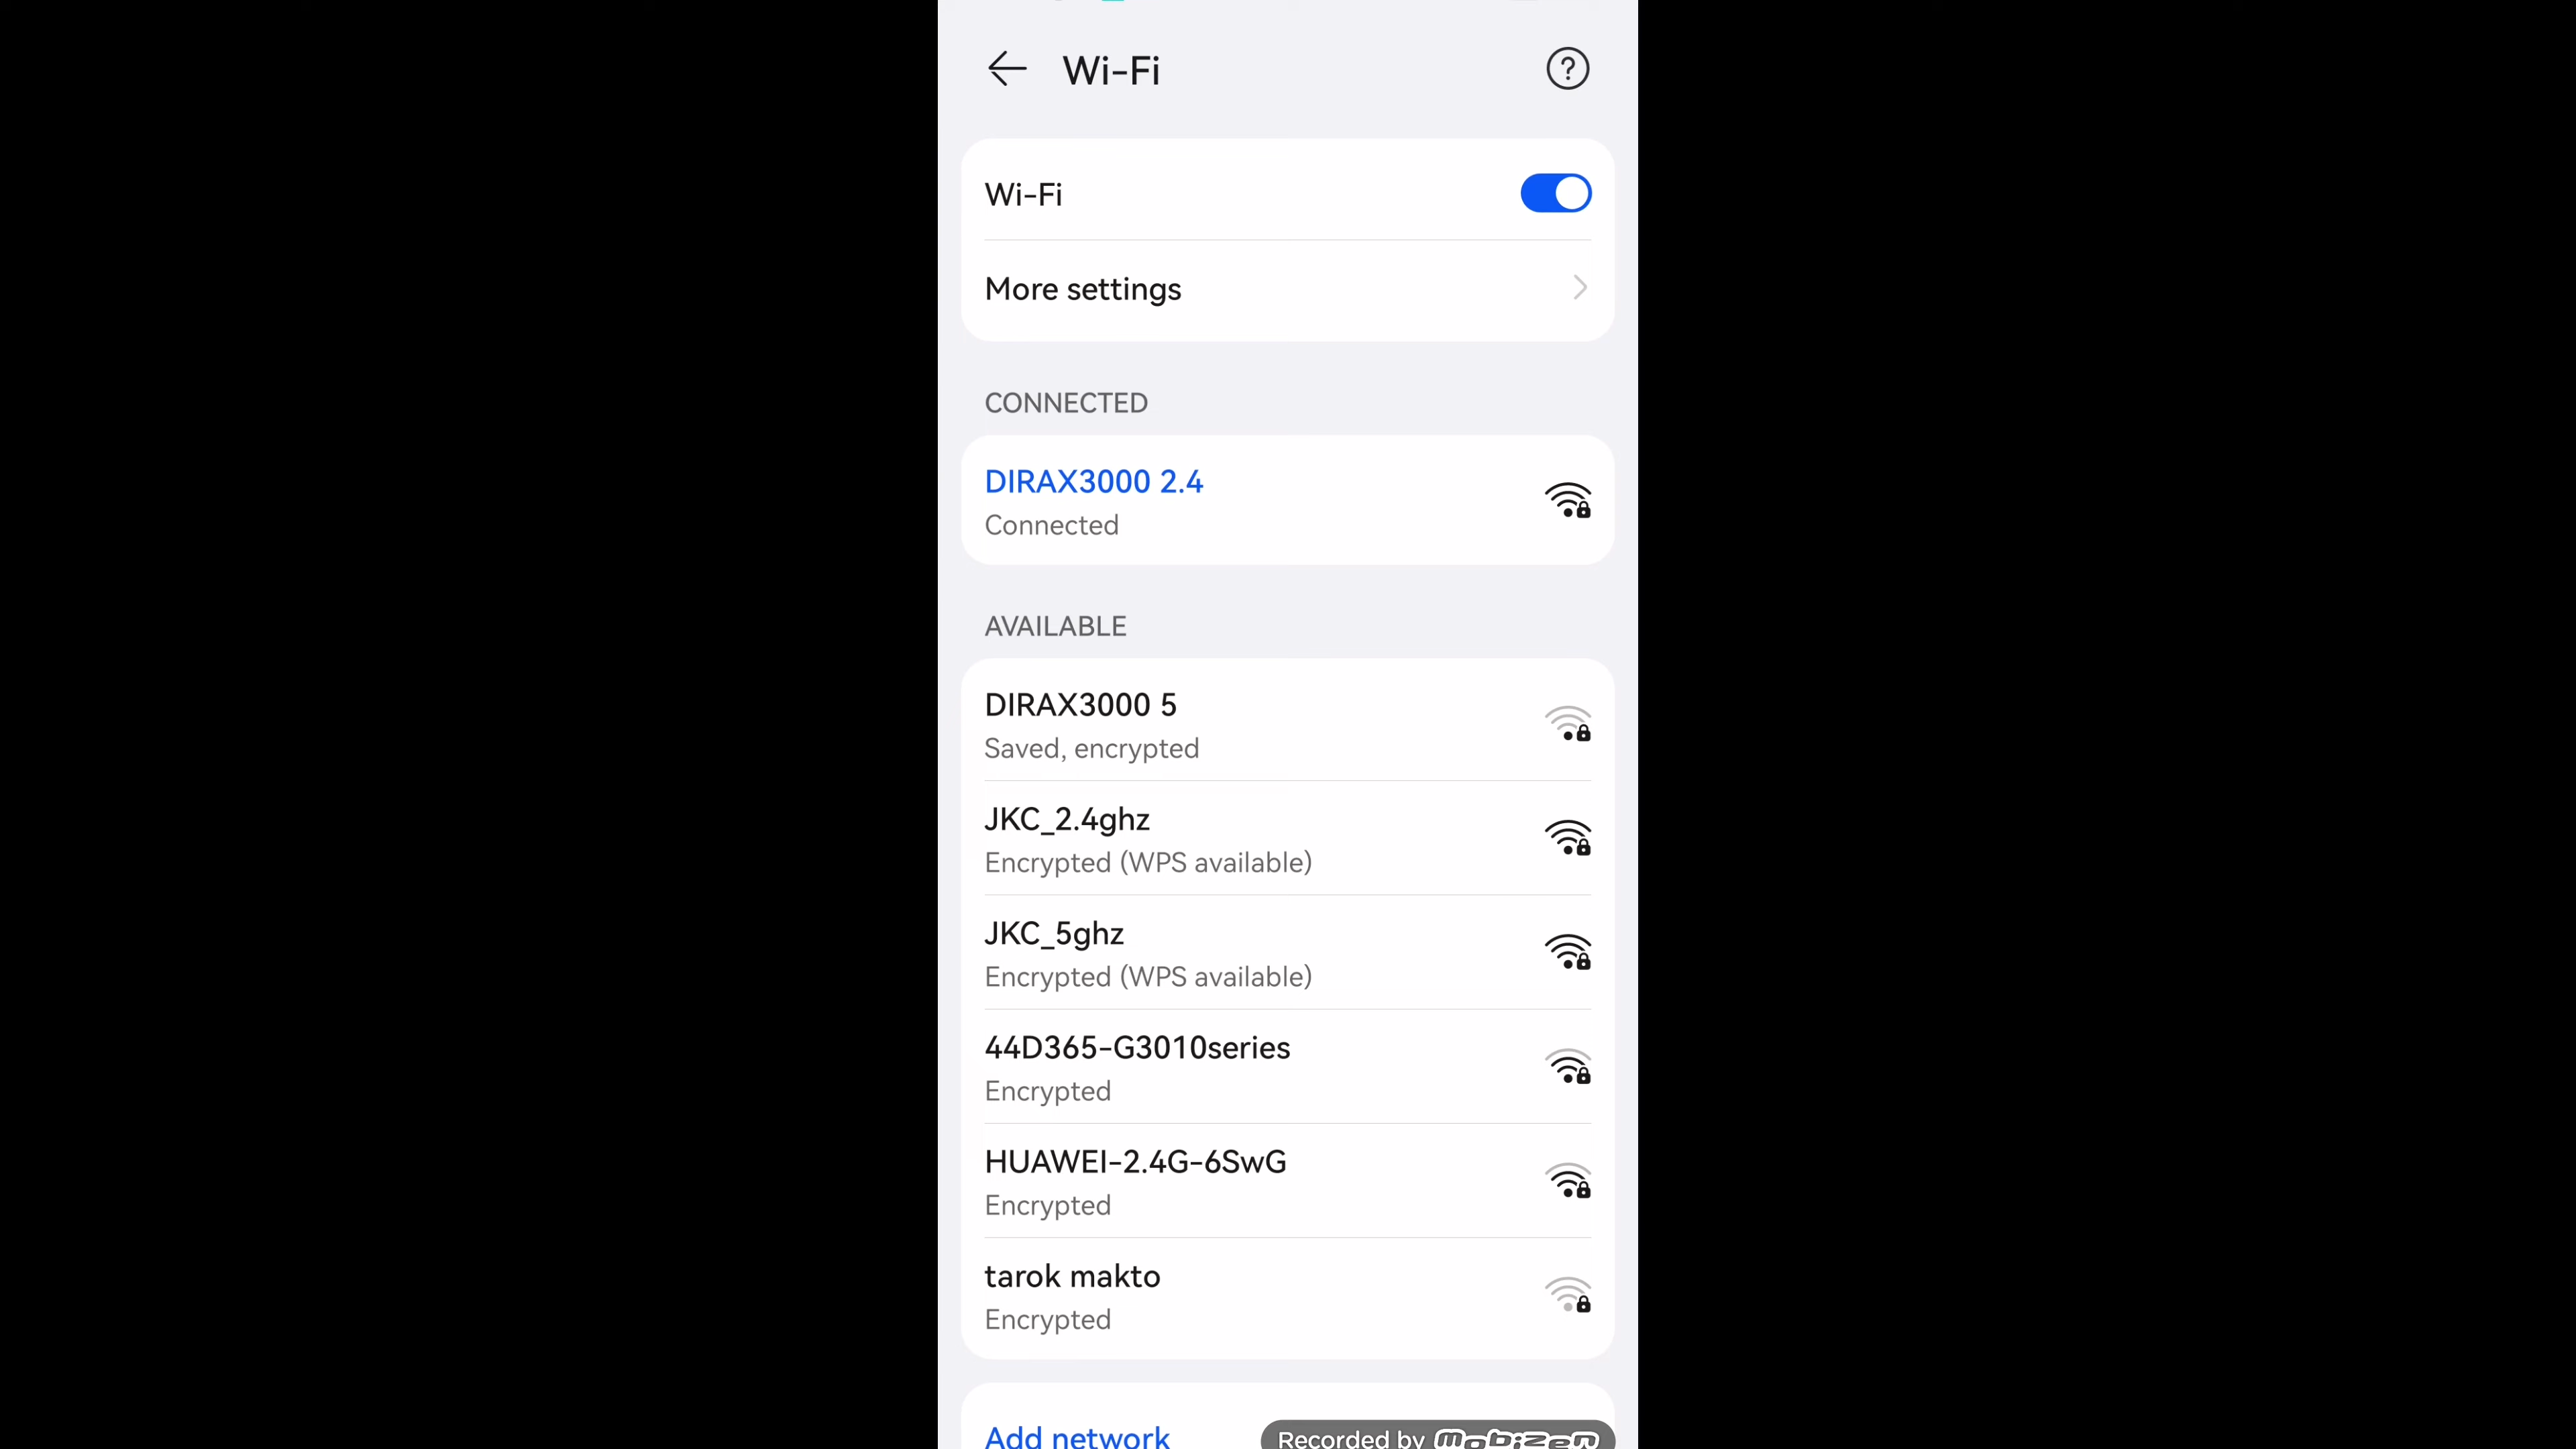 Wi-Fi
Wi-Fi
More settings
CONNECTED
DIRAX3000 2.4
Connected
AVAILABLE
DIRAX3000 5
Saved, encrypted
JKC_2.4ghz
Encrypted (WPS available)
JKC_5ghz
Encrypted (WPS available)
44D365-G3010series
Encrypted
HUAWEI-2.4G-6SwG
Encrypted
tarok makto
Encrypted
Add network
Recorded by mobizen